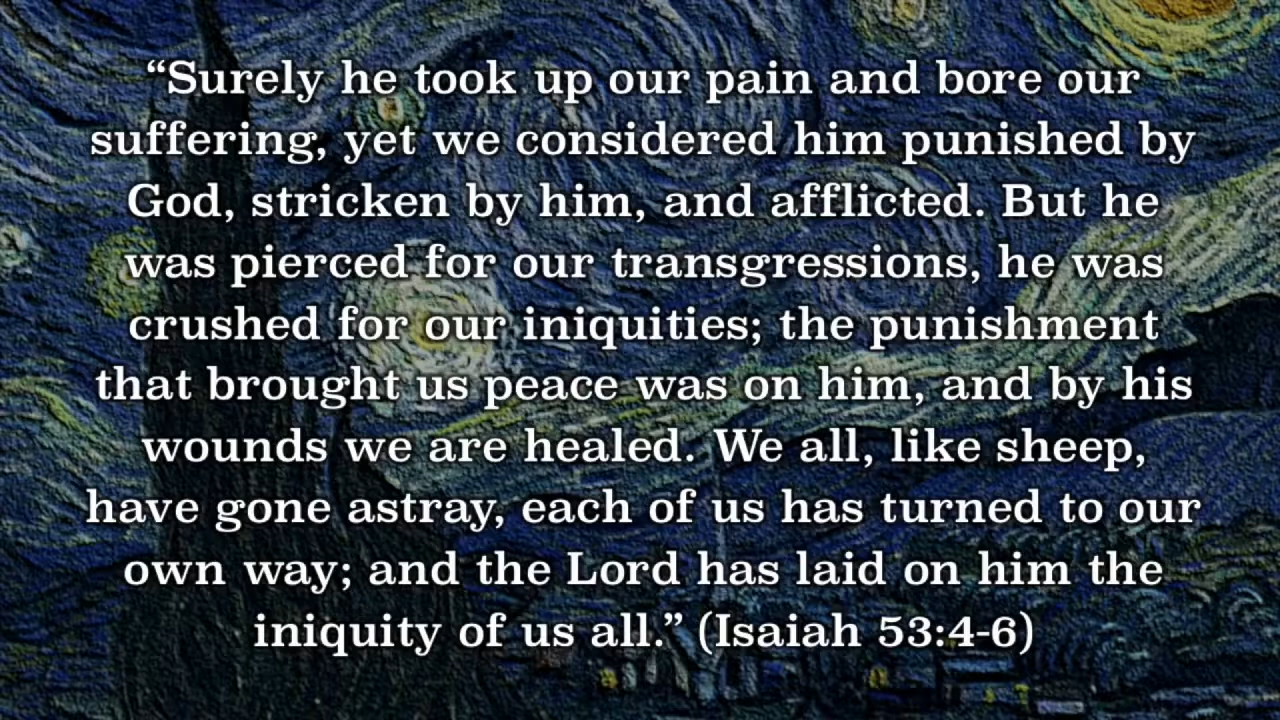 “Surely he took up our pain and bore our
suffering, yet we considered him punished by
God, stricken by him, and afflicted. But he
was pierced for our transgressions, he was
crushed for our iniquities; the punishment
that brought us peace was on him, and by his
wounds we are healed. We all, like sheep,
have gone astray, each of us has turned to our
own way; and the Lord has laid on him the
iniquity of us all.” (Isaiah 53:4-6)